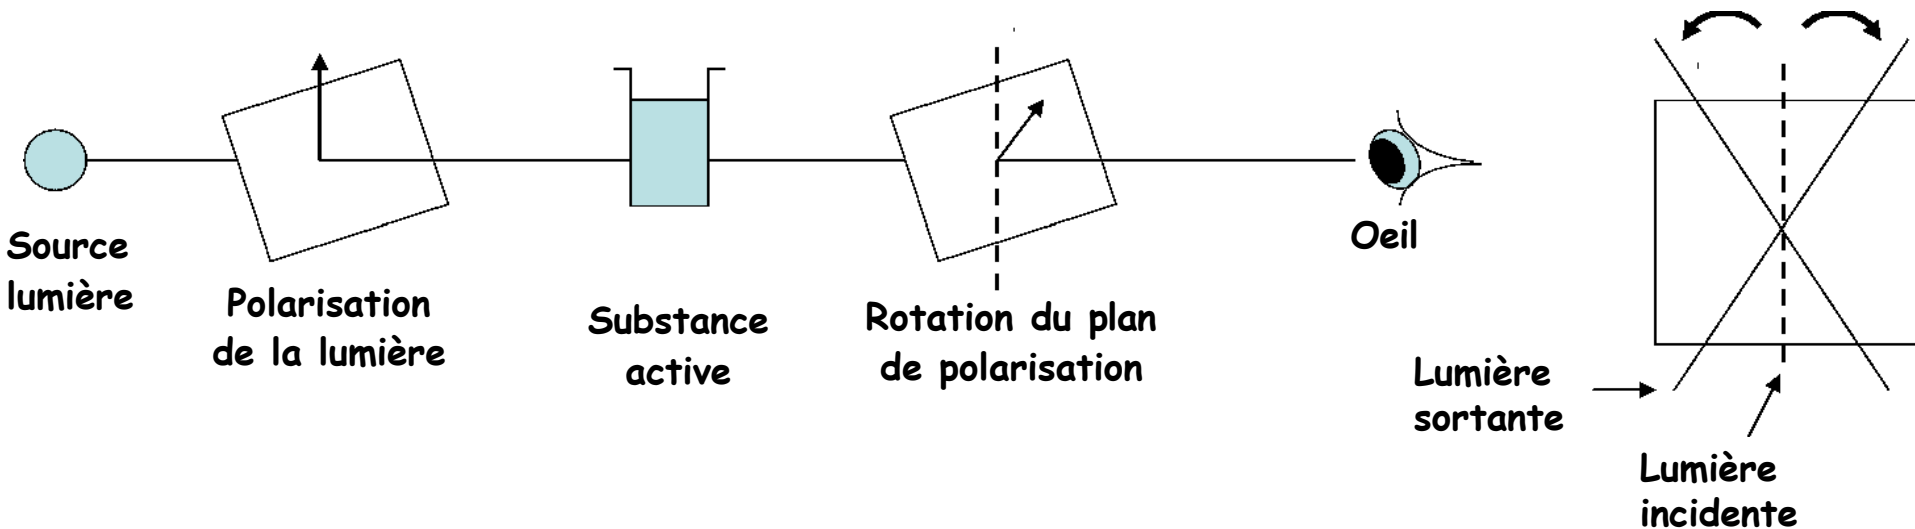 Source
lumière
Polarisation
de la lumière
Substance
active
Rotation du plan
de polarisation
Oeil
Lumière
sortante
Lumière
incidente